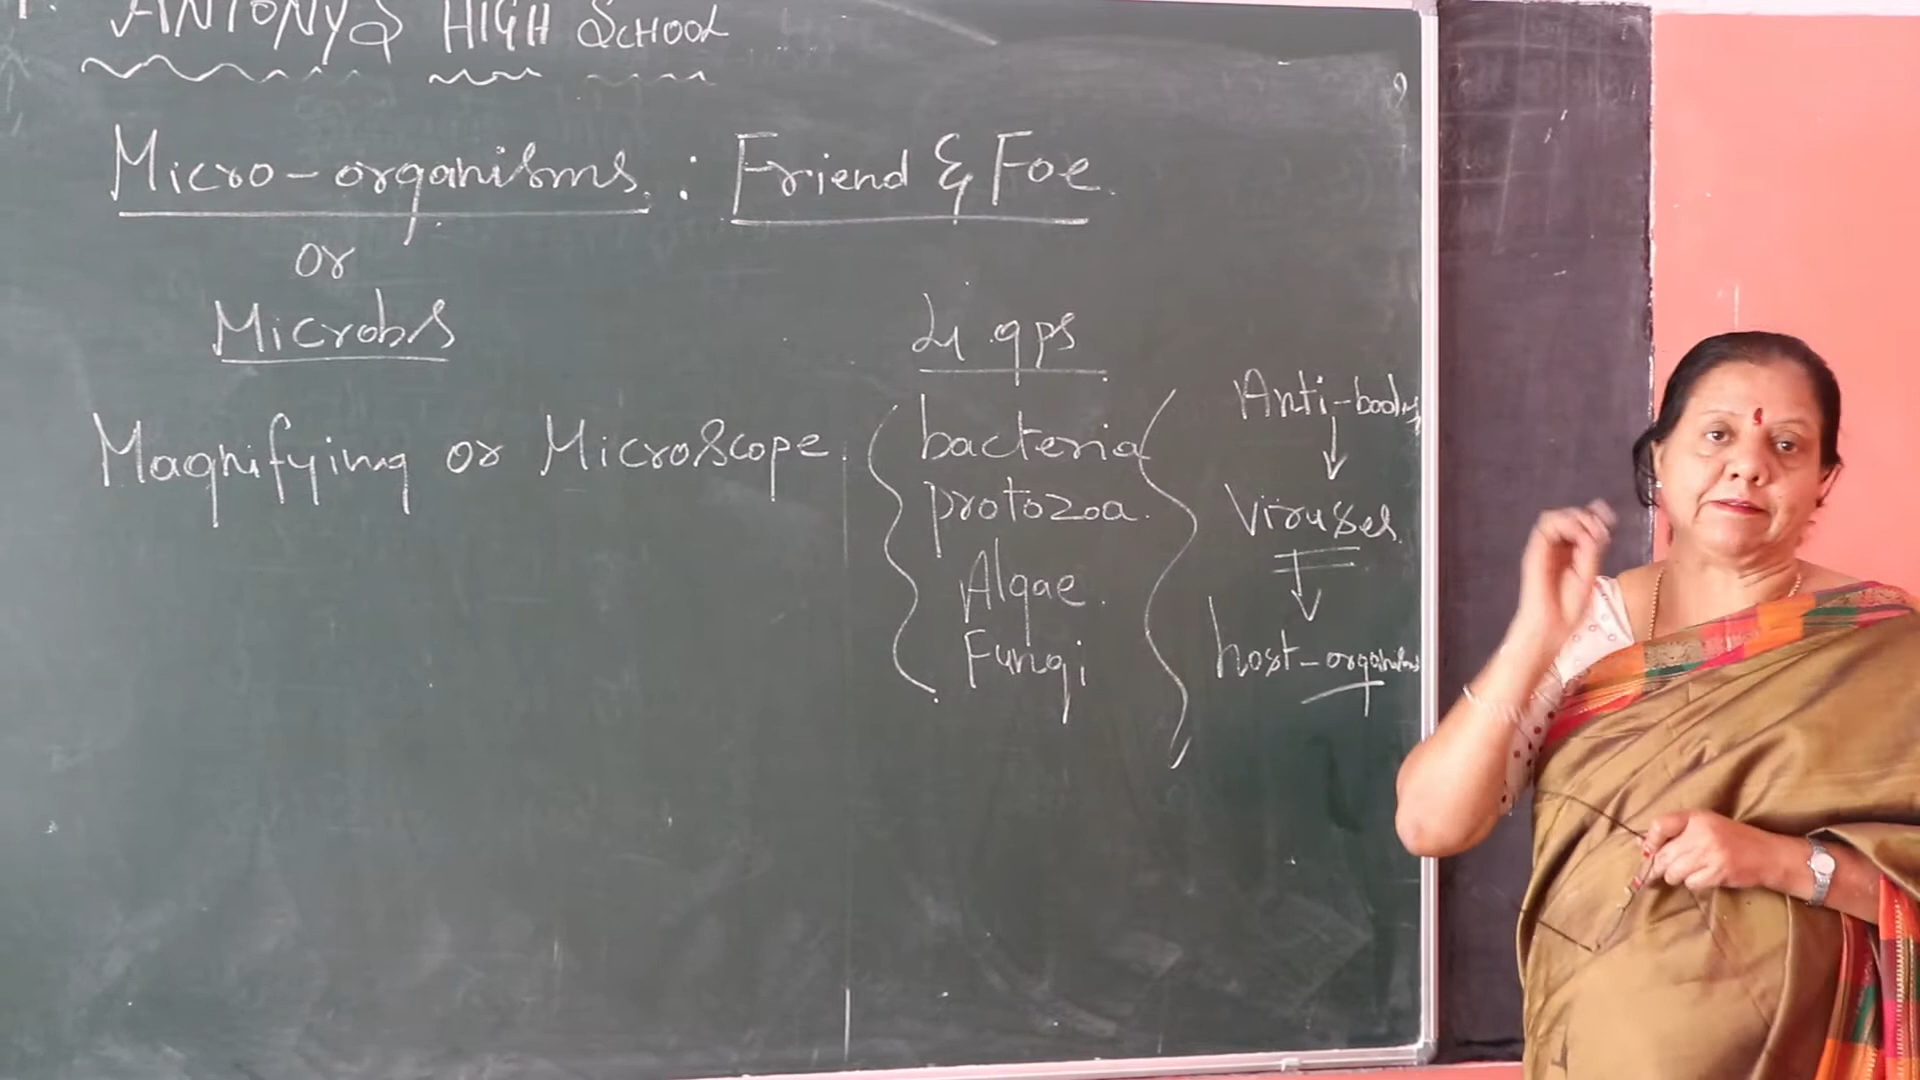 ANTONY'S HIGH SCHOOL
Micro-organisms : Friend & Foe.
or
Microbs
Magnifying or Microscope.
4 gps
bacteria
protozoa.
Algae.
Fungi
Anti-body
Viruses.
host-organisms